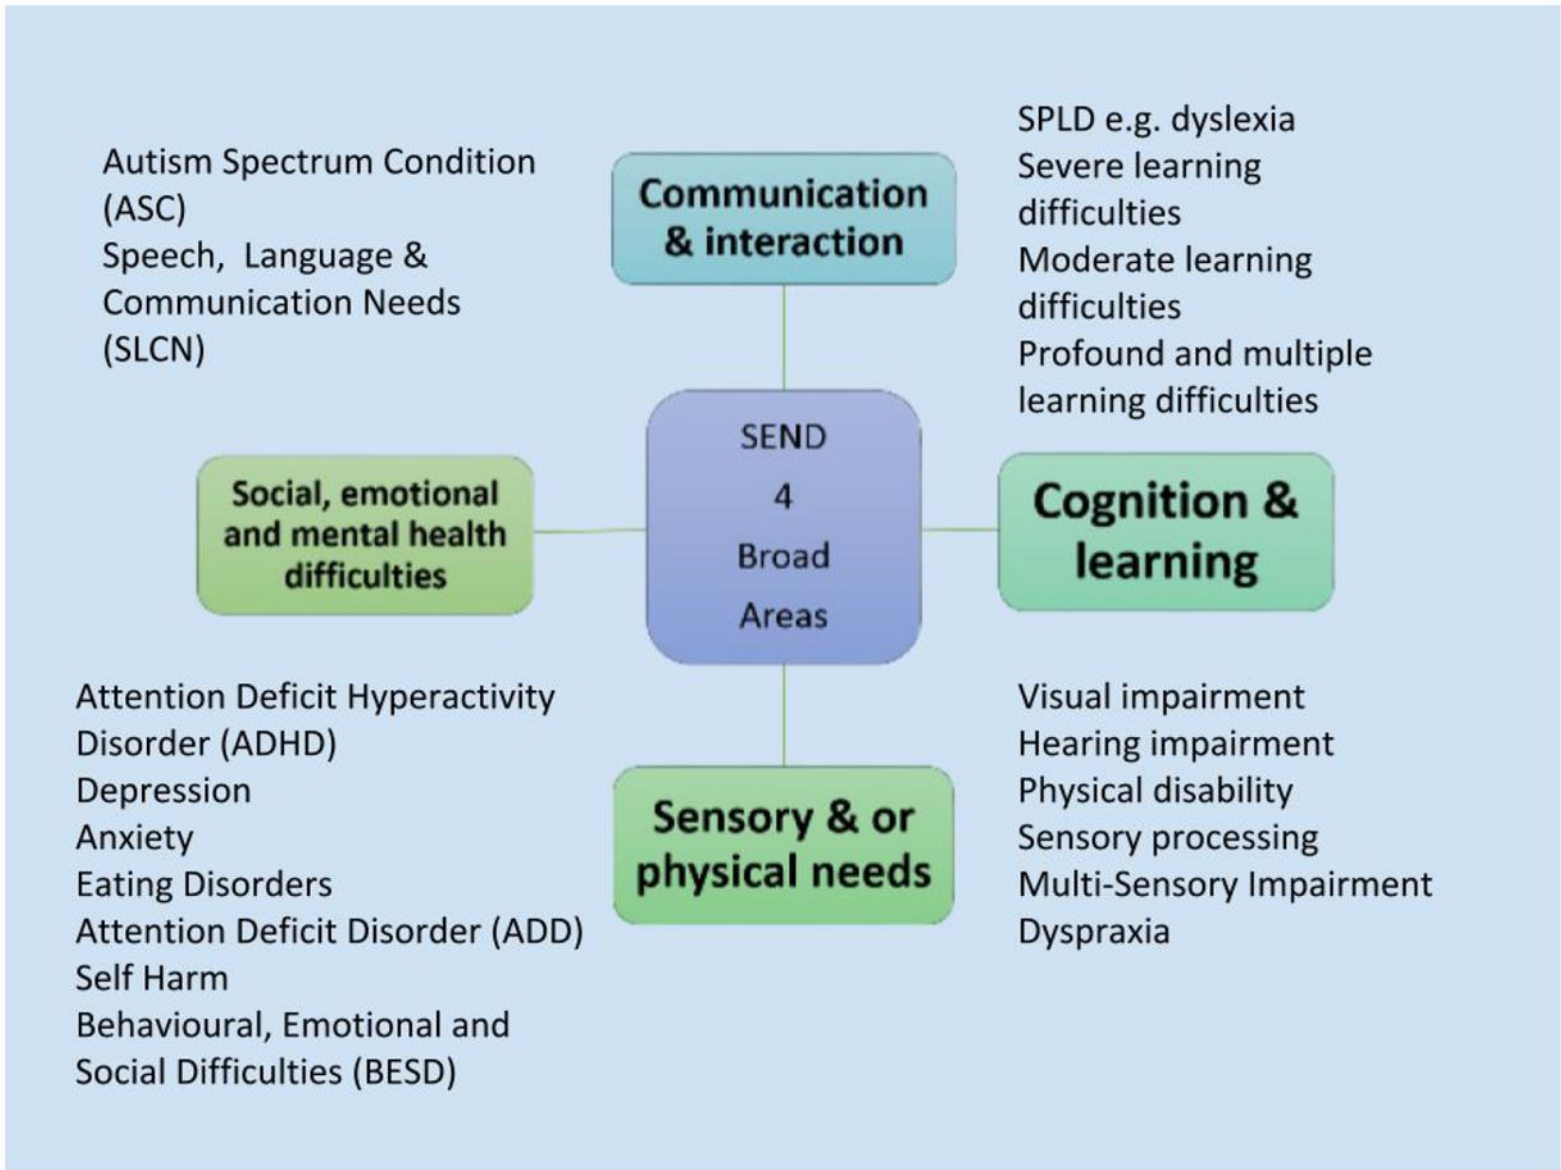 Autism Spectrum Condition
(ASC)
Speech, Language &
Communication Needs
(SLCN)
Communication
& interaction
SPLD e.g. dyslexia
Severe learning
difficulties
Moderate learning
difficulties
Profound and multiple
learning difficulties
Social, emotional
and mental health
difficulties
SEND
4
Broad
Areas
Cognition &
learning
Attention Deficit Hyperactivity
Disorder (ADHD)
Depression
Anxiety
Eating Disorders
Attention Deficit Disorder (ADD)
Self Harm
Behavioural, Emotional and
Social Difficulties (BESD)
Sensory & or
physical needs
Visual impairment
Hearing impairment
Physical disability
Sensory processing
Multi-Sensory Impairment
Dyspraxia